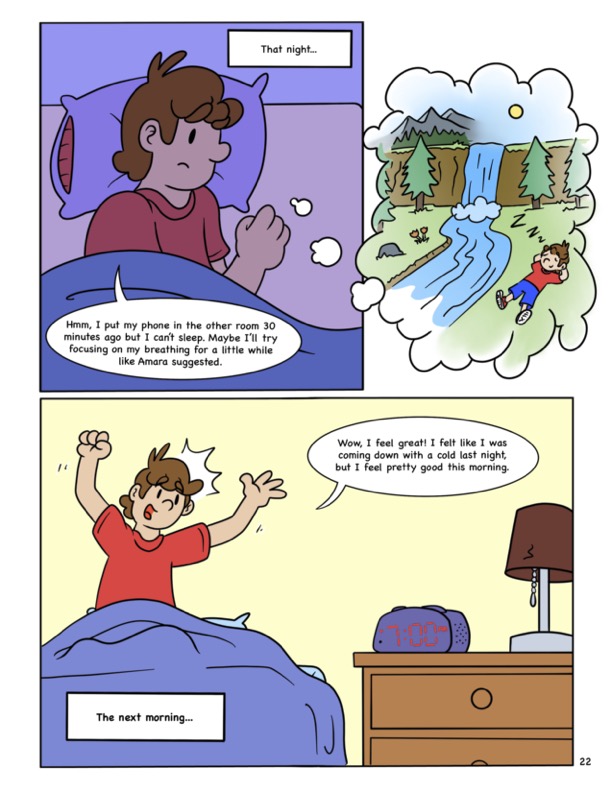 That night...
Hmm, I put my phone in the other room 30
minutes ago but I can't sleep. Maybe I'll try
focusing on my breathing for a little while
like Amara suggested.
Z Z Z
Wow, I feel great! I felt like I was
coming down with a cold last night,
but I feel pretty good this morning.
7:00
The next morning...
22